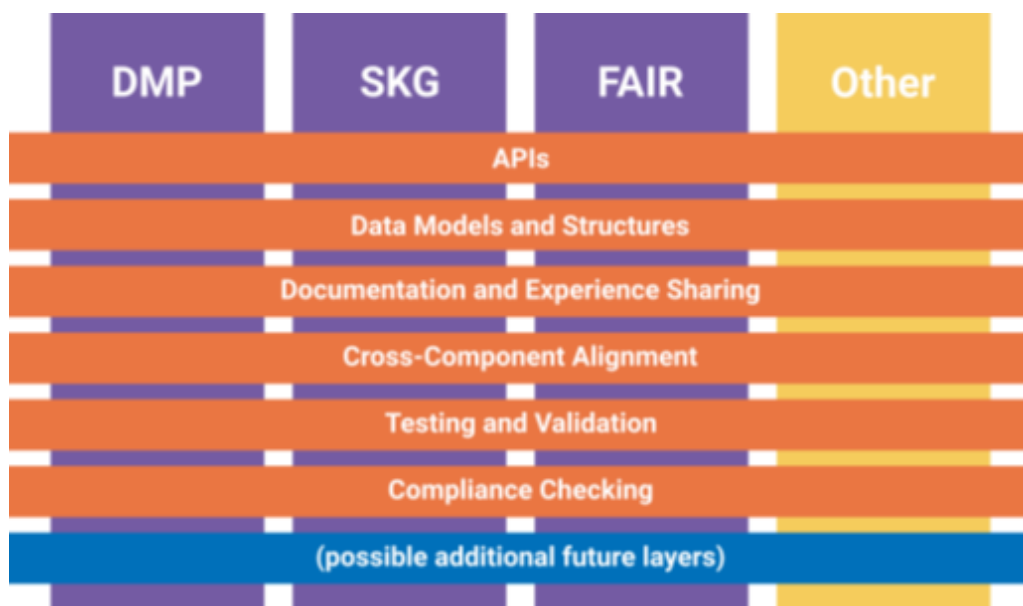 DMP SKG FAIR Other
APIs
Data Models and Structures
Documentation and Experience Sharing
Cross-Component Alignment
Testing and Validation
Compliance Checking
(possible additional future layers)